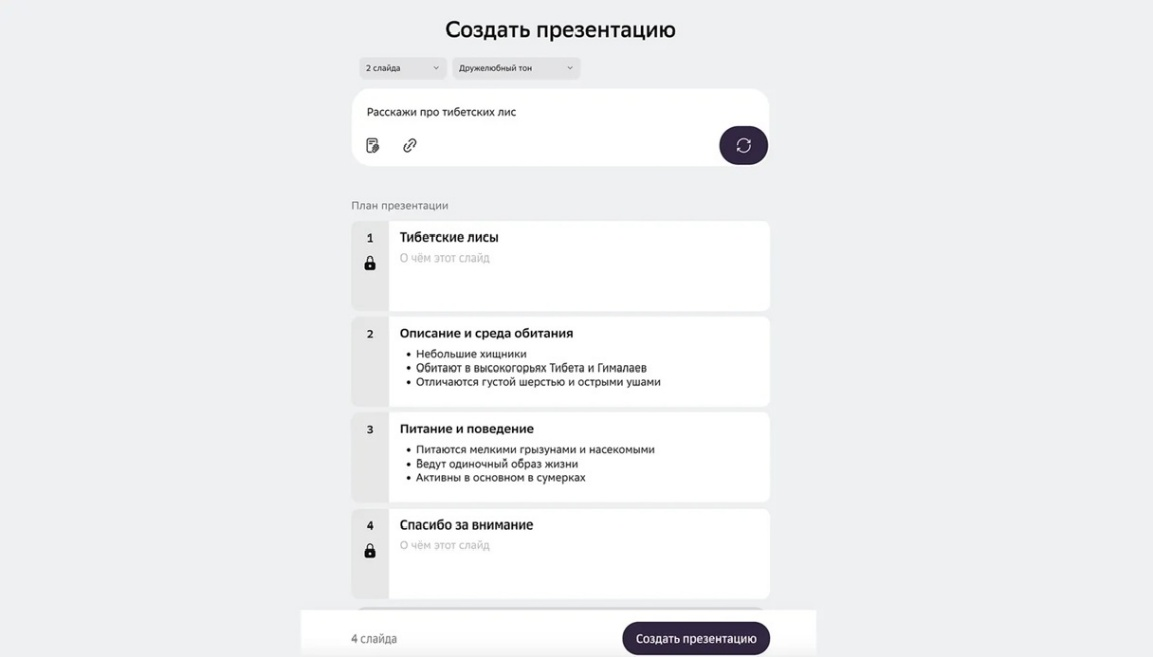 Создать презентацию
2 слайда
Дружелюбный тон
Расскажи про тибетских лис
План презентации
1
Тибетские лисы
О чём этот слайд
2
Описание и среда обитания
• Небольшие хищники
• Обитают в высокогорьях Тибета и Гималаев
• Отличаются густой шерстью и острыми ушами
3
Питание и поведение
• Питаются мелкими грызунами и насекомыми
• Ведут одиночный образ жизни
• Активны в основном в сумерках
4
Спасибо за внимание
О чём этот слайд
4 слайда
Создать презентацию